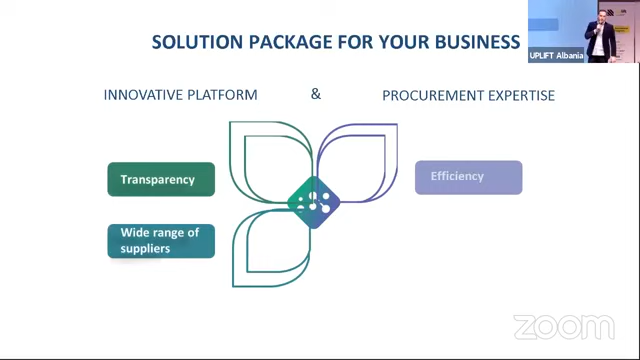 SOLUTION PACKAGE FOR YOUR BUSINESS
UPLIFT Albania
INNOVATIVE PLATFORM
&
PROCUREMENT EXPERTISE
Transparency
Efficiency
Wide range of
suppliers
zoom